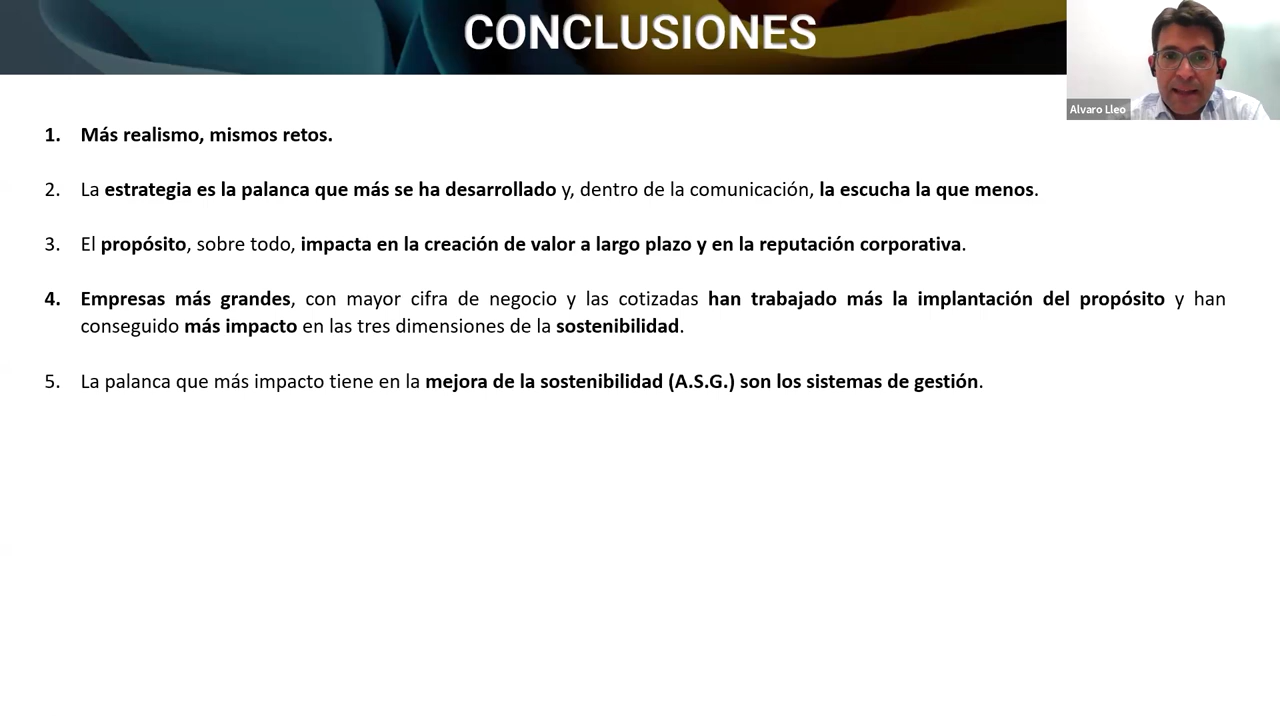 CONCLUSIONES
Alvaro Lleo
1. Más realismo, mismos retos.
2. La estrategia es la palanca que más se ha desarrollado y, dentro de la comunicación, la escucha la que menos.
3. El propósito, sobre todo, impacta en la creación de valor a largo plazo y en la reputación corporativa.
4. Empresas más grandes, con mayor cifra de negocio y las cotizadas han trabajado más la implantación del propósito y han
conseguido más impacto en las tres dimensiones de la sostenibilidad.
5. La palanca que más impacto tiene en la mejora de la sostenibilidad (A.S.G.) son los sistemas de gestión.